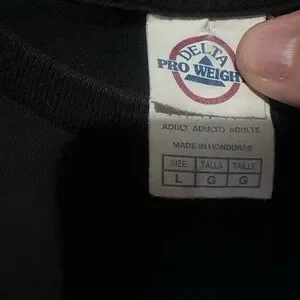 DELTA
PRO WEIGHT
ADULT ADULTO ADULTE
MADE IN HONDURAS
SIZE TALLA TAILLE
L G G